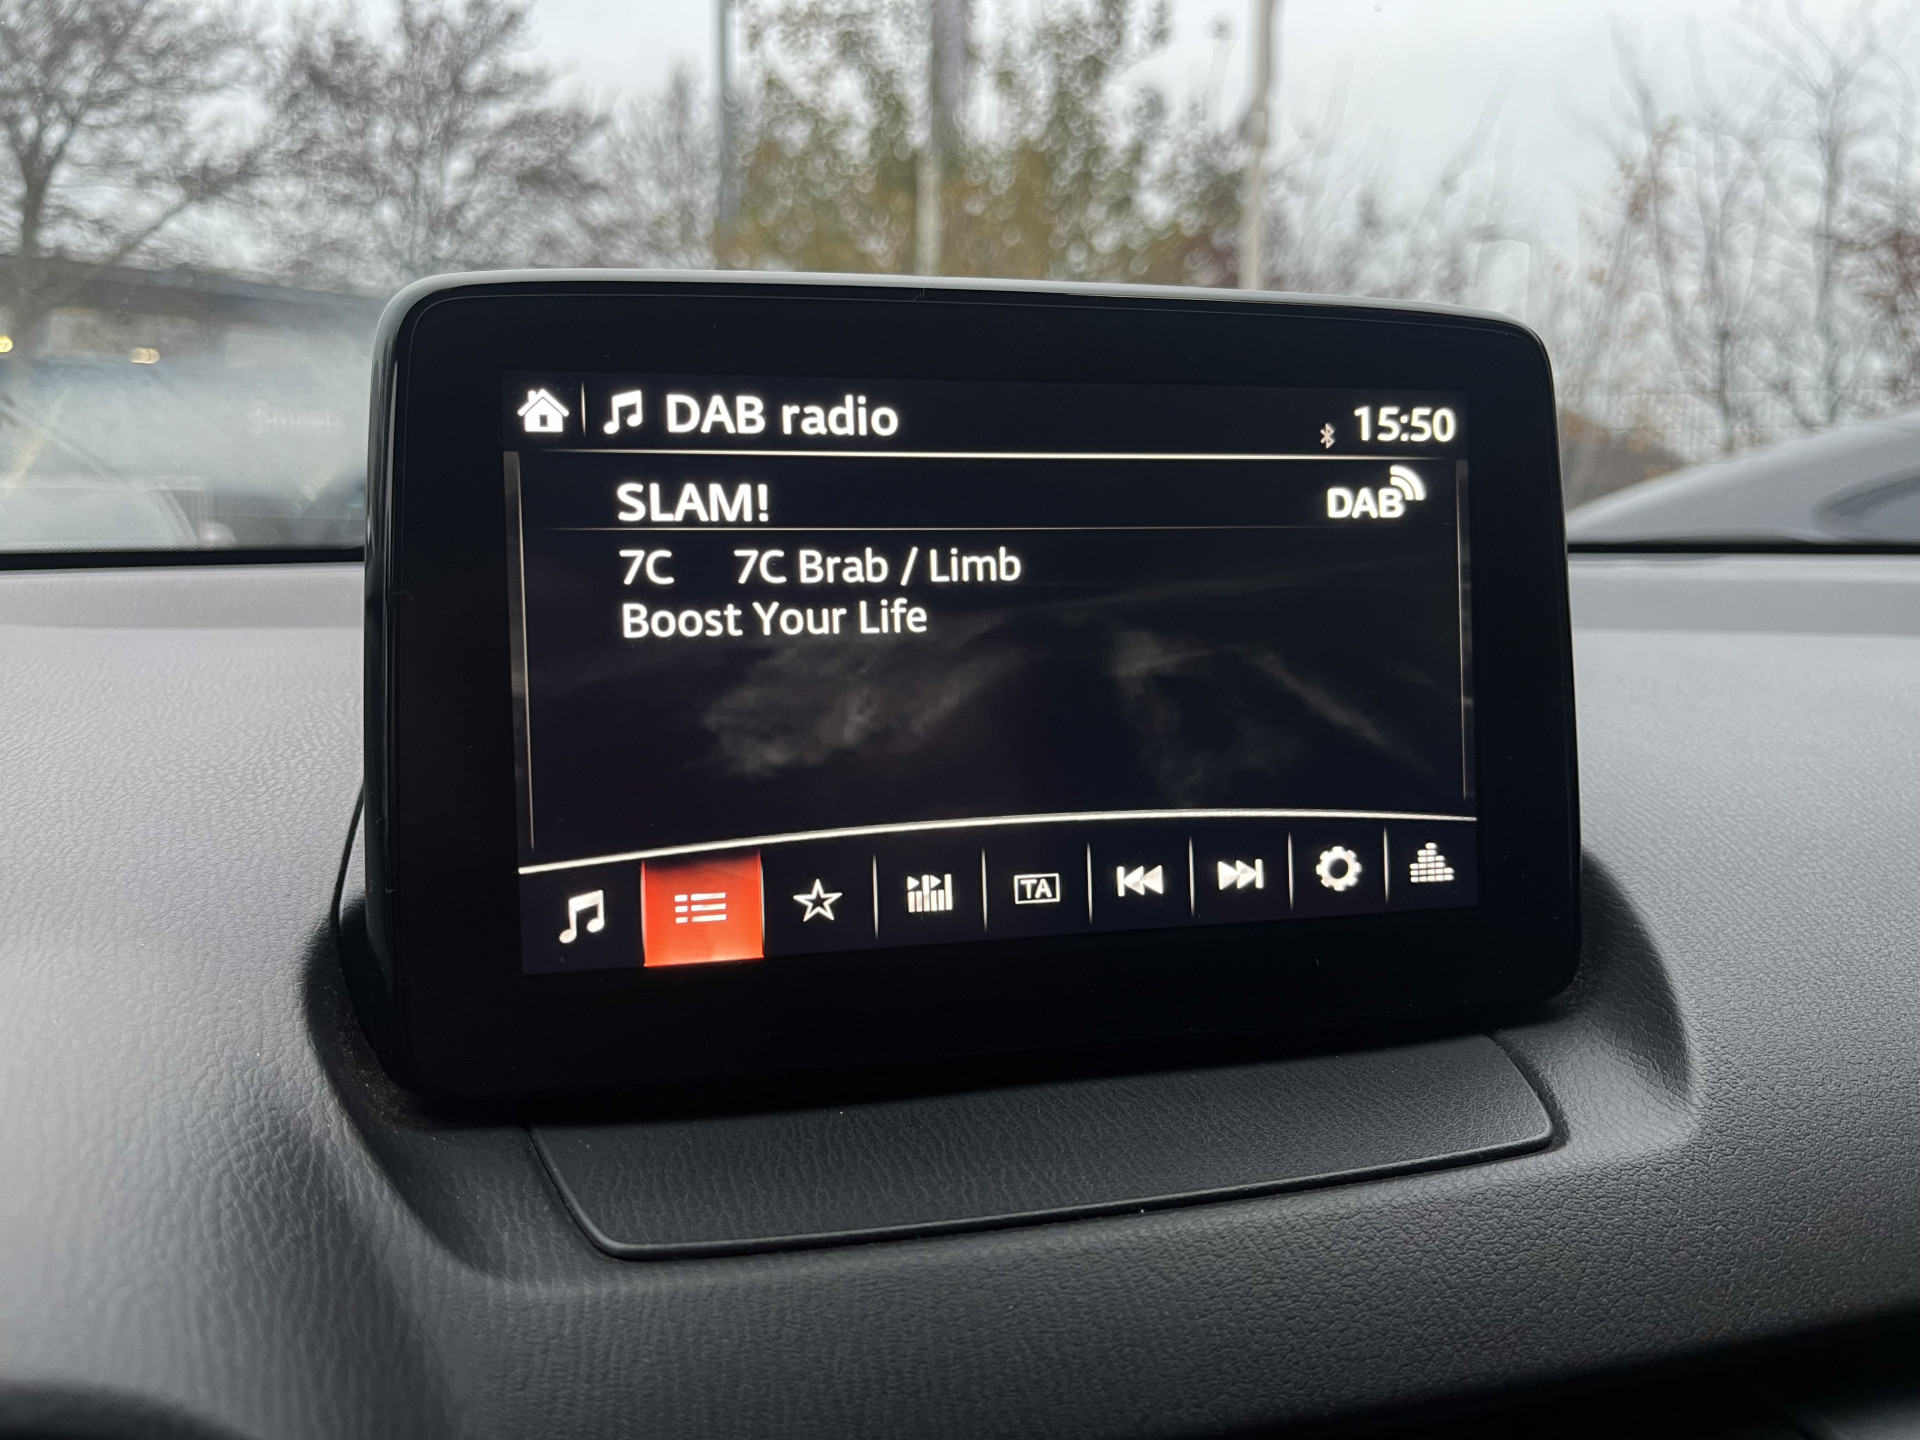 DAB radio 15:50
SLAM! DAB
7C 7C Brab / Limb
Boost Your Life
TA